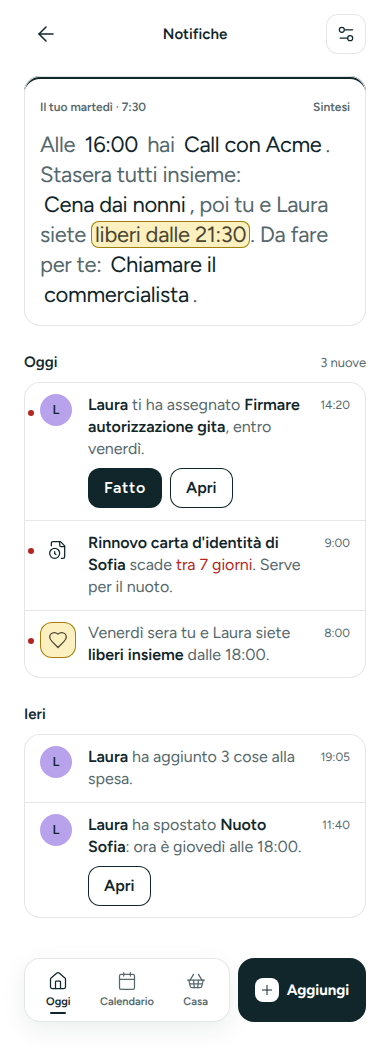 Notifiche
Il tuo martedì · 7:30 Sintesi
Alle 16:00 hai Call con Acme .
Stasera tutti insieme:
Cena dai nonni , poi tu e Laura
siete liberi dalle 21:30. Da fare
per te: Chiamare il
commercialista .
Oggi 3 nuove
L Laura ti ha assegnato Firmare 14:20
autorizzazione gita, entro
venerdì.
Fatto Apri
Rinnovo carta d'identità di 9:00
Sofia scade tra 7 giorni. Serve
per il nuoto.
Venerdì sera tu e Laura siete 8:00
liberi insieme dalle 18:00.
Ieri
L Laura ha aggiunto 3 cose alla 19:05
spesa.
L Laura ha spostato Nuoto 11:40
Sofia: ora è giovedì alle 18:00.
Apri
Oggi Calendario Casa Aggiungi